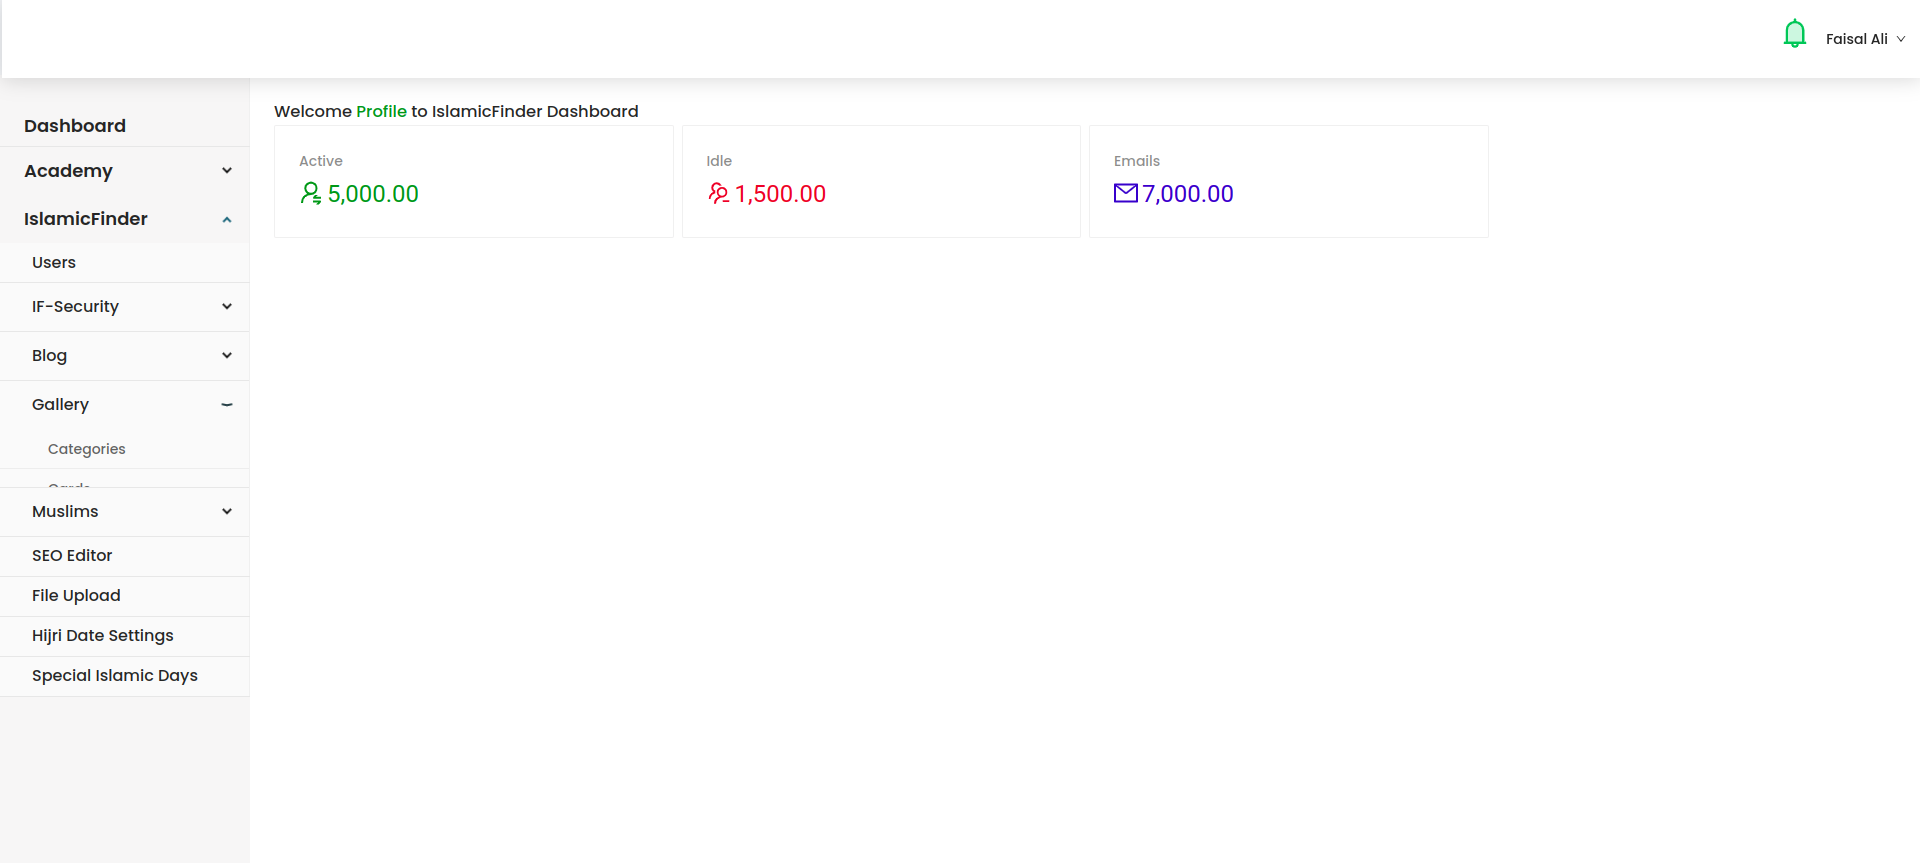 Faisal Ali
Dashboard
Academy
IslamicFinder
Users
IF-Security
Blog
Gallery
Categories
Muslims
SEO Editor
File Upload
Hijri Date Settings
Special Islamic Days
Welcome Profile to IslamicFinder Dashboard
Active
5,000.00
Idle
1,500.00
Emails
7,000.00